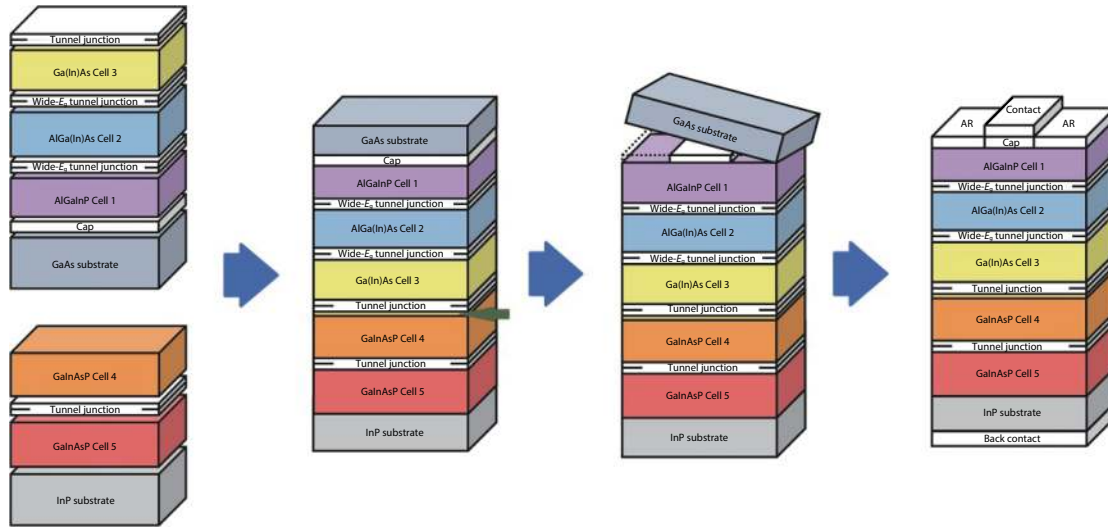 Tunnel junction
Ga(In)As Cell 3
Wide-Eg tunnel junction
AlGa(In)As Cell 2
Wide-Eg tunnel junction
AlGaInP Cell 1
Cap
GaAs substrate
GaInAsP Cell 4
Tunnel junction
GaInAsP Cell 5
InP substrate
GaAs substrate
Cap
AlGaInP Cell 1
Wide-Eg tunnel junction
AlGa(In)As Cell 2
Wide-Eg tunnel junction
Ga(In)As Cell 3
Tunnel junction
GaInAsP Cell 4
Tunnel junction
GaInAsP Cell 5
InP substrate
GaAs substrate
AlGaInP Cell 1
Wide-Eg tunnel junction
AlGa(In)As Cell 2
Wide-Eg tunnel junction
Ga(In)As Cell 3
Tunnel junction
GaInAsP Cell 4
Tunnel junction
GaInAsP Cell 5
InP substrate
Contact
AR
AR
Cap
AlGaInP Cell 1
Wide-Eg tunnel junction
AlGa(In)As Cell 2
Wide-Eg tunnel junction
Ga(In)As Cell 3
Tunnel junction
GaInAsP Cell 4
Tunnel junction
GaInAsP Cell 5
InP substrate
Back contact